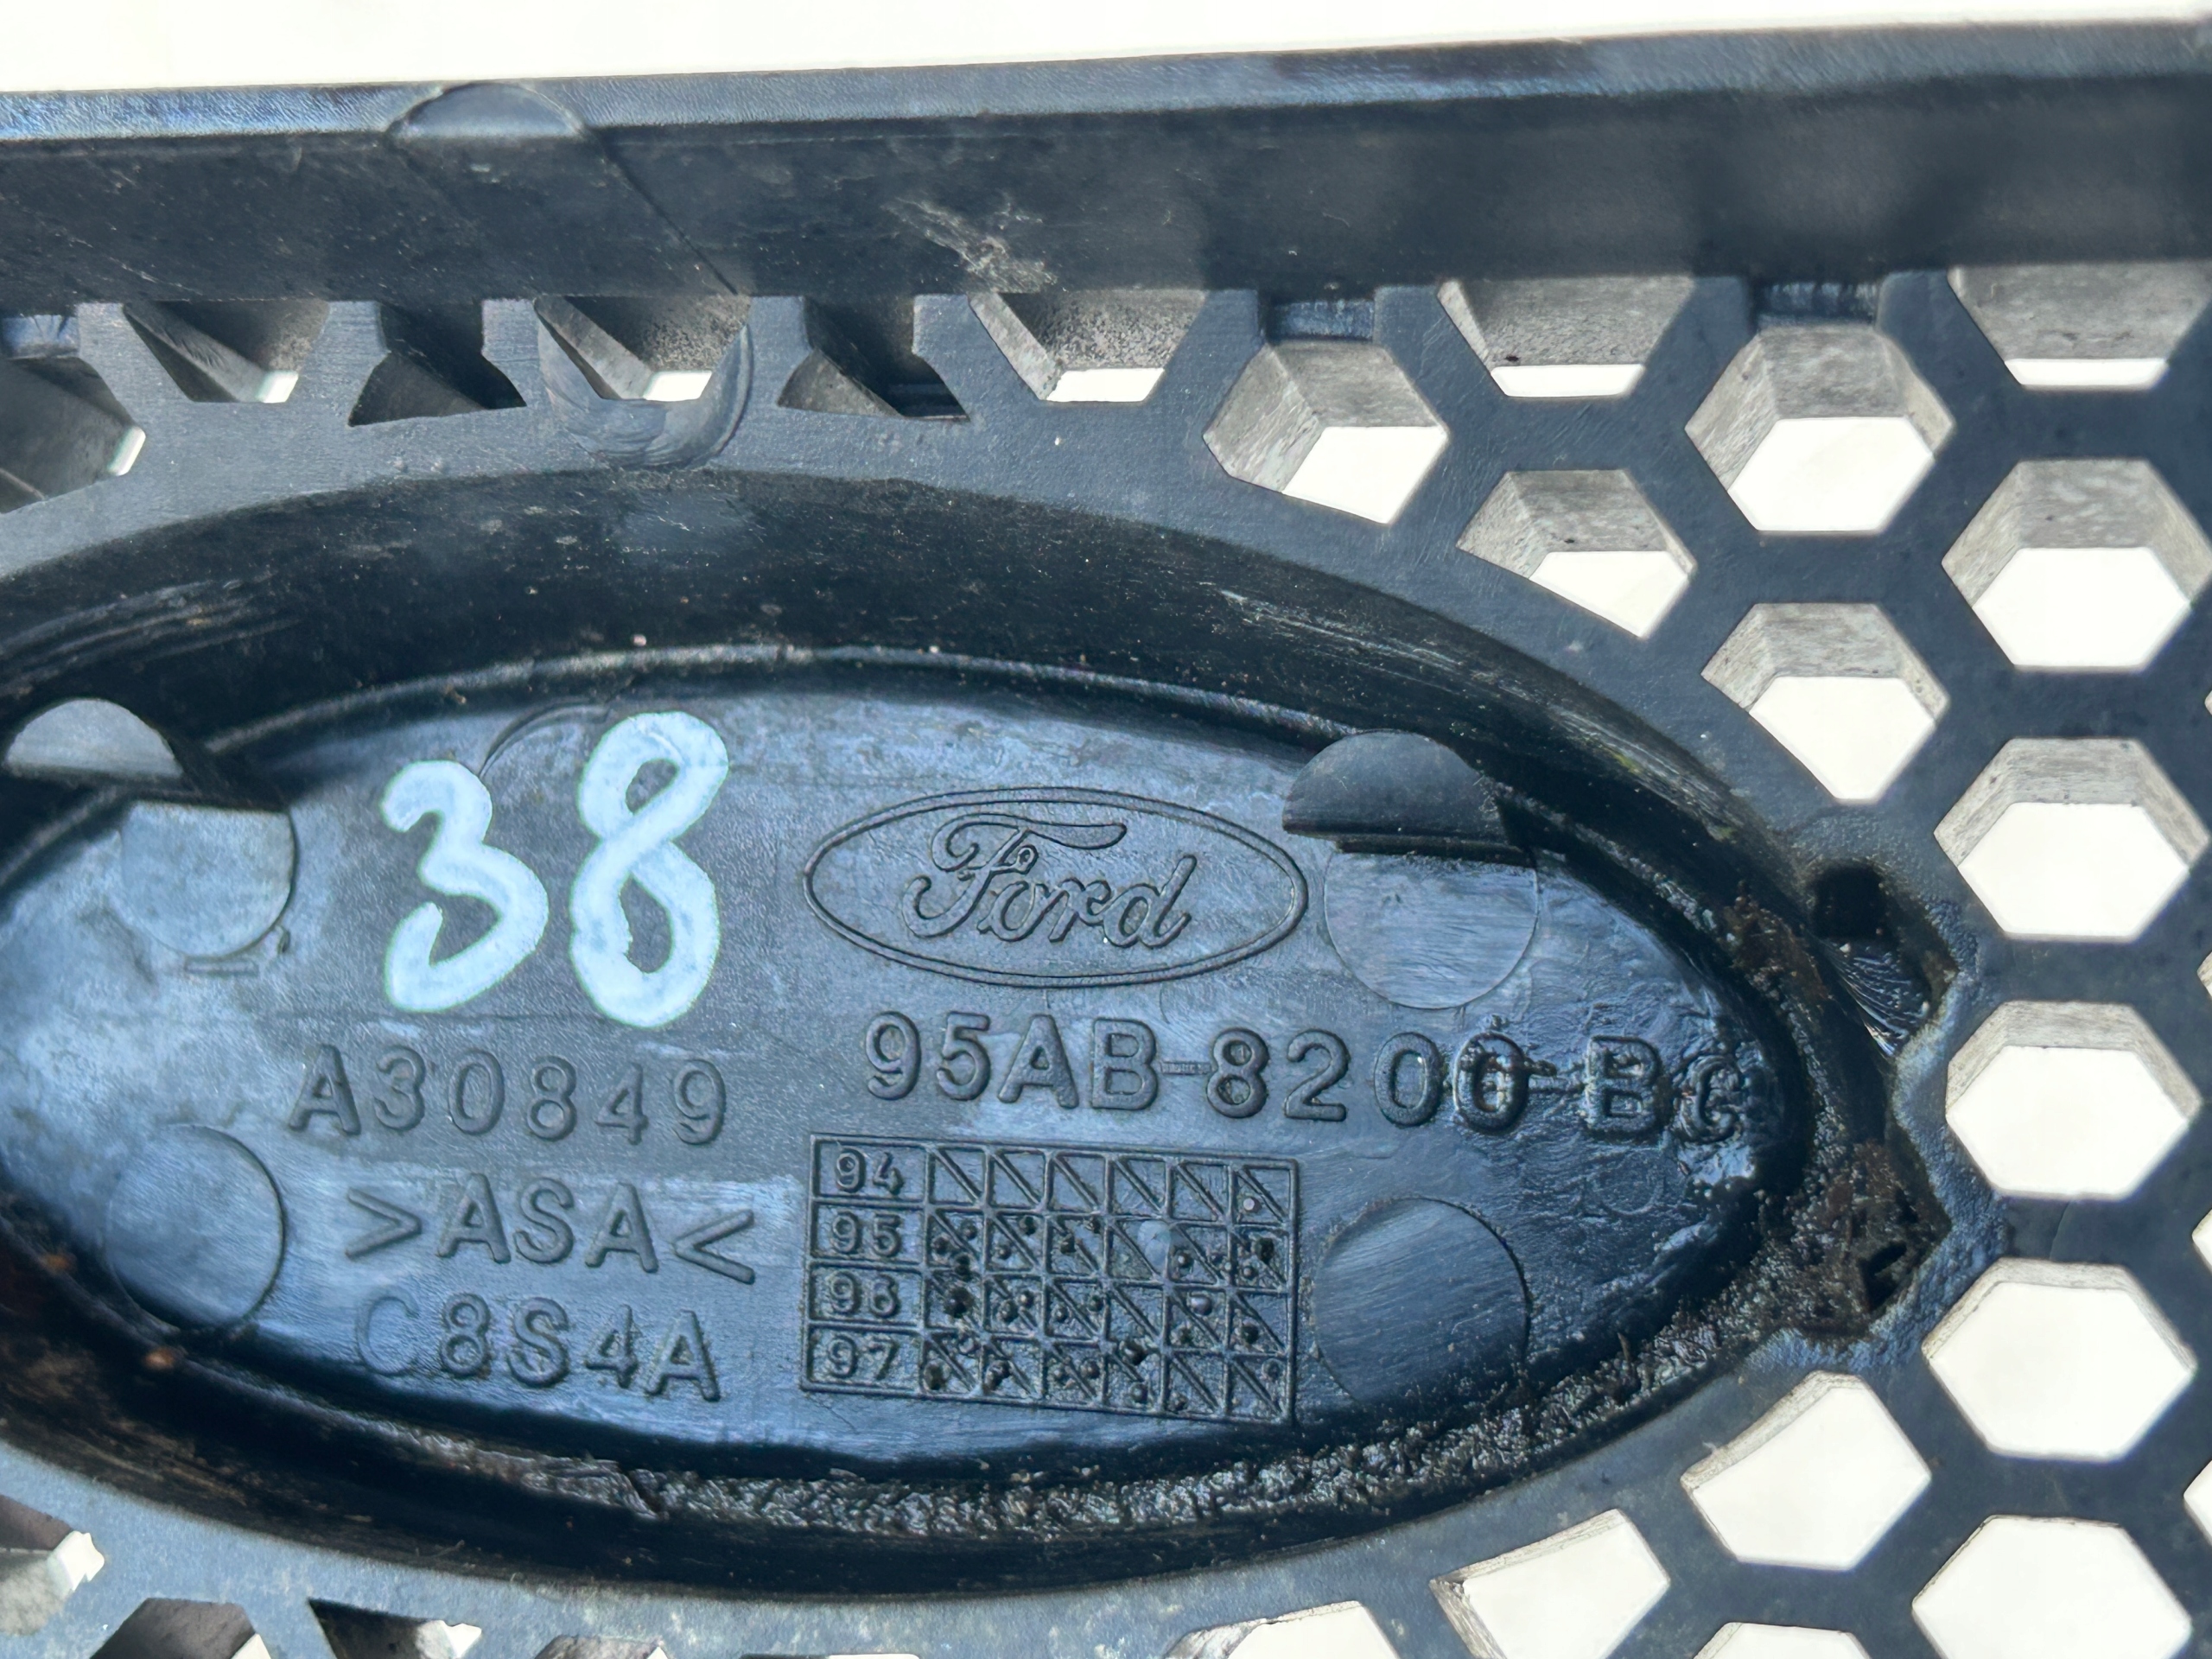 38
Ford
A30849
95AB-8200-BC
>ASA<
C8S4A
94
95
96
97